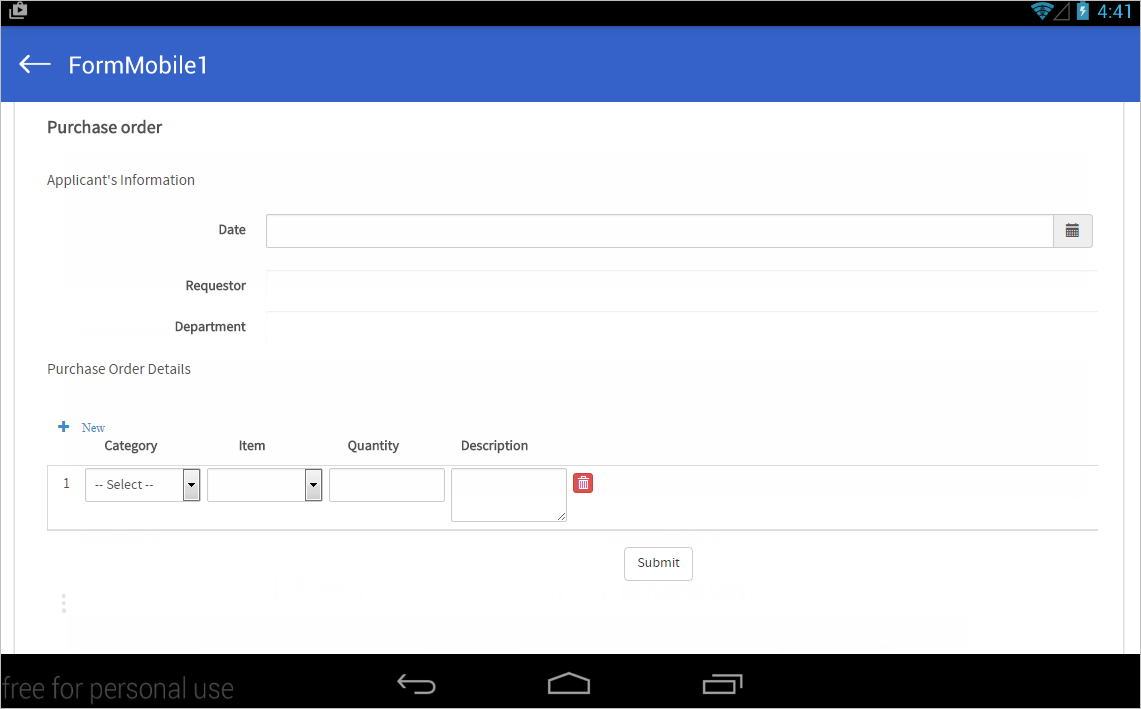 4:41
FormMobile1
Purchase order
Applicant's Information
Date
Requestor
Department
Purchase Order Details
+ New
Category Item Quantity Description
1 -- Select --
Submit
free for personal use